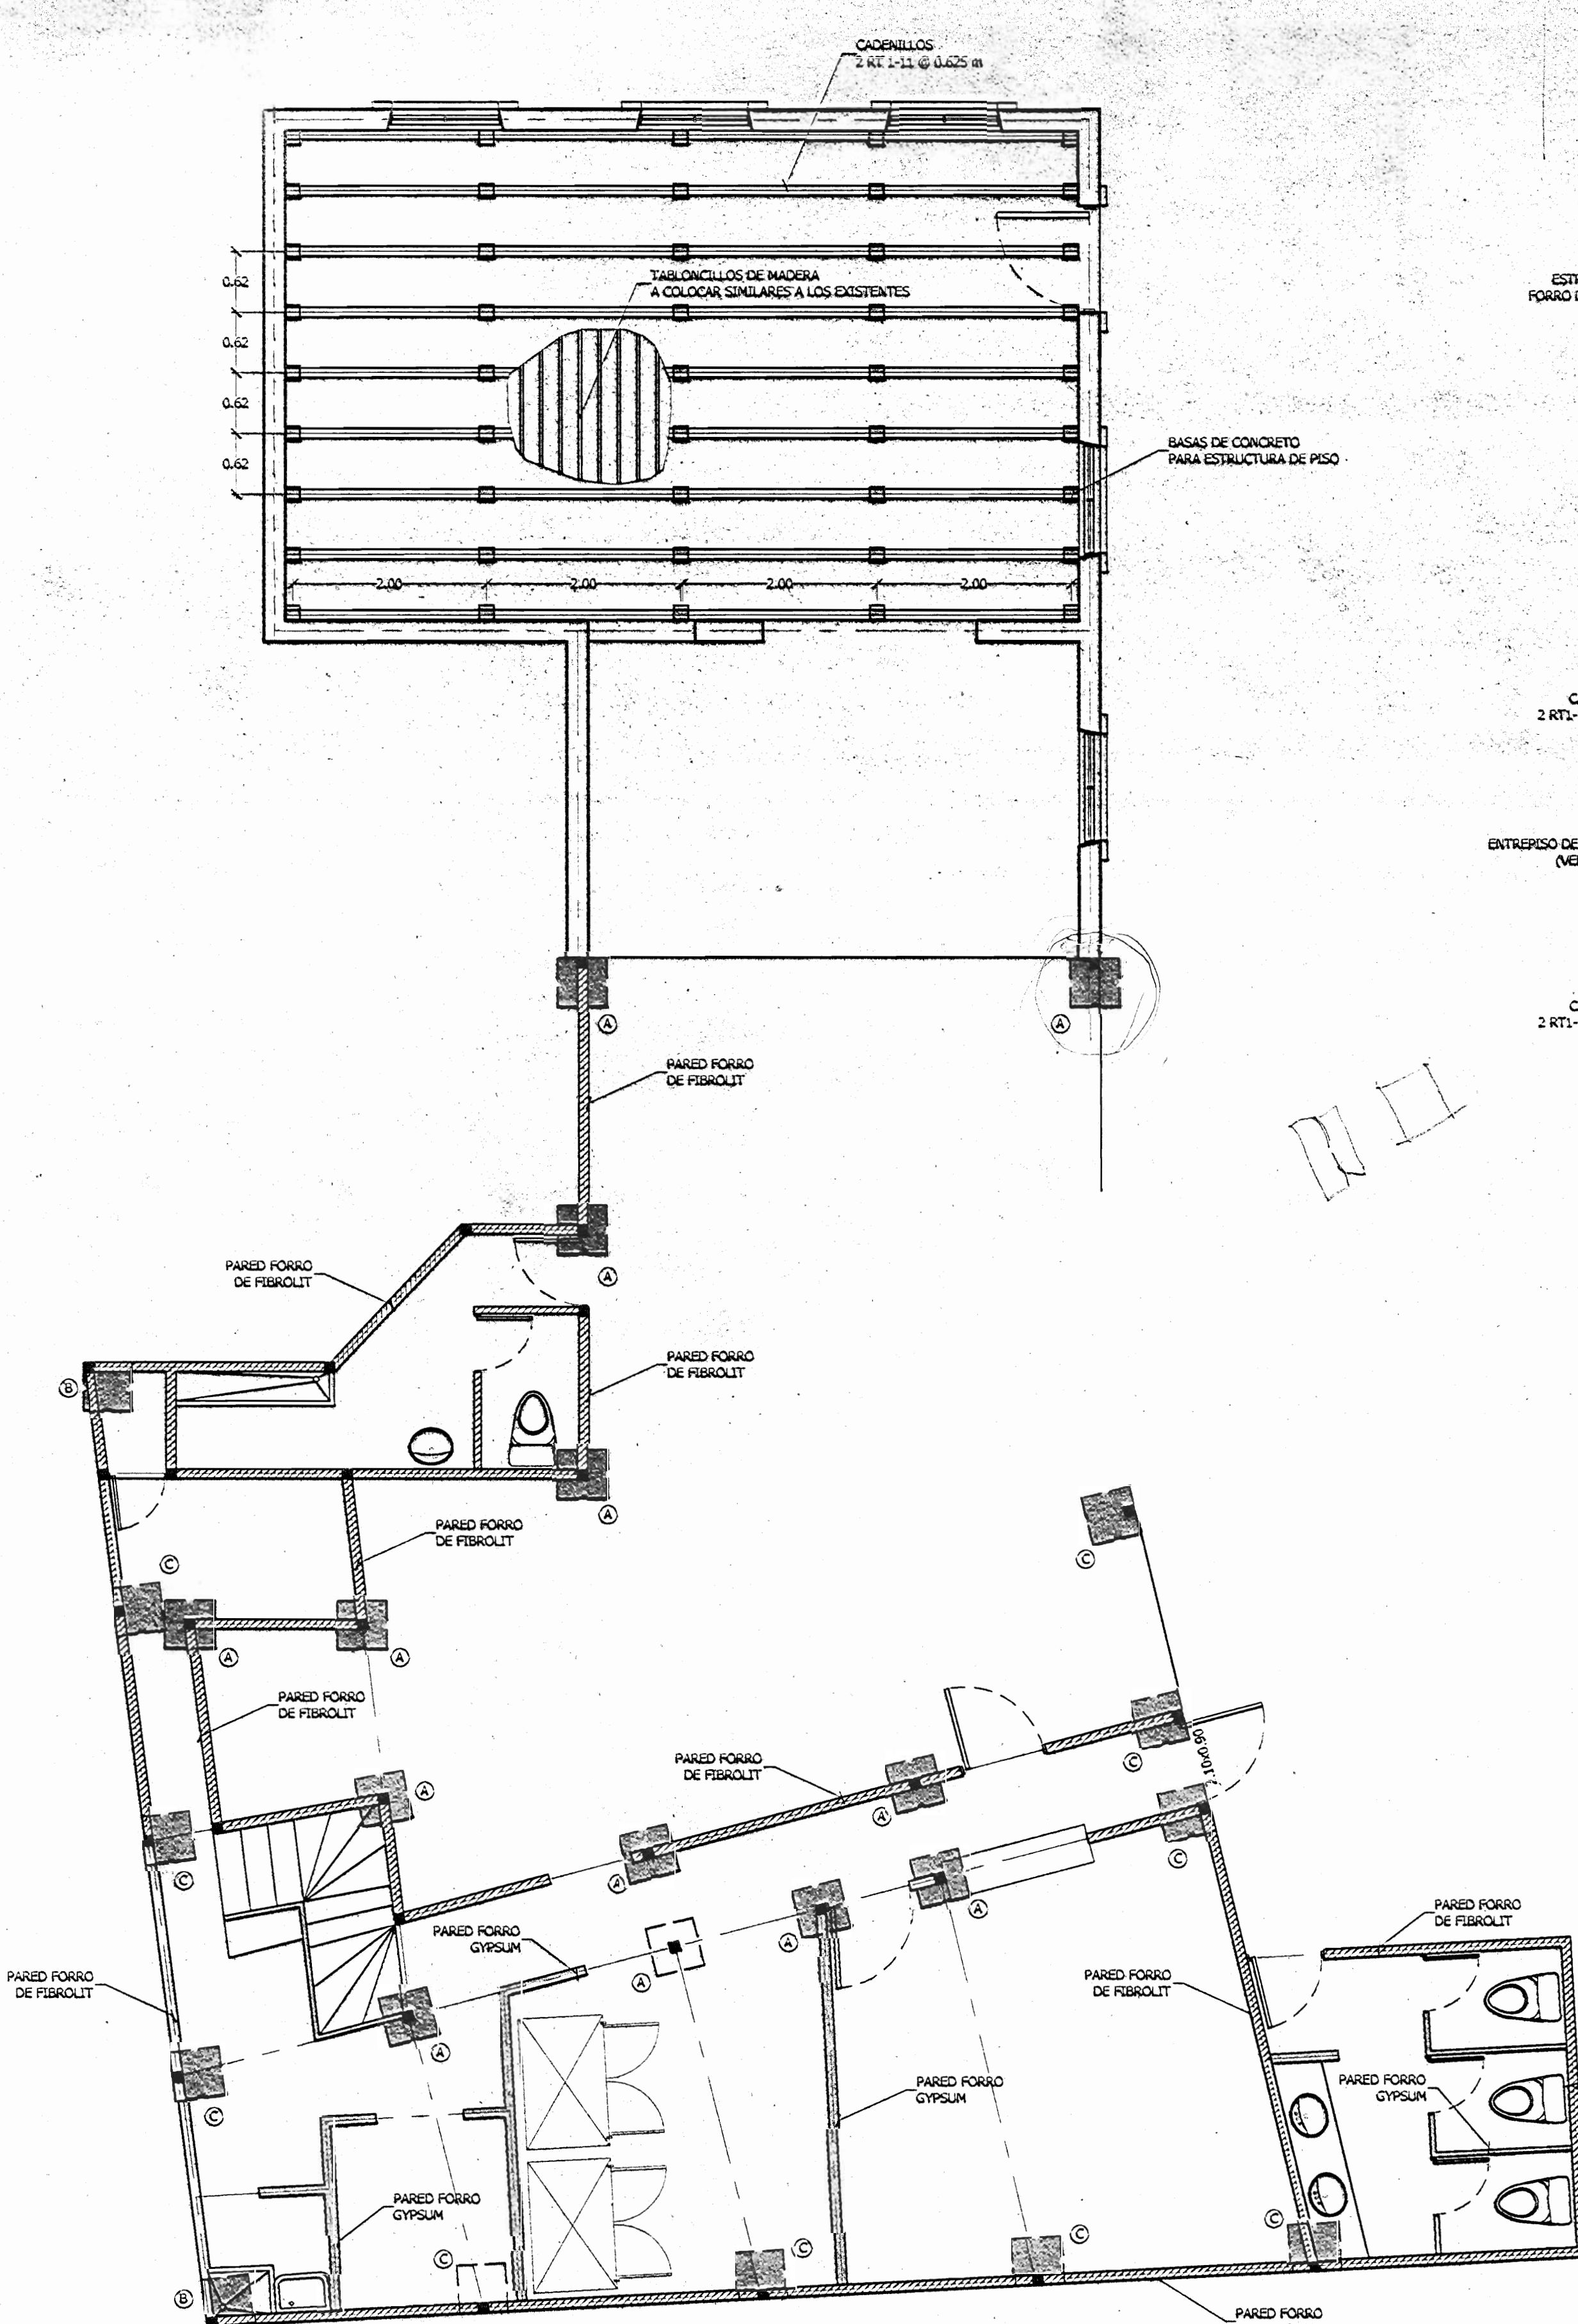 CADENILLOS
2 RT 1-11 @ 0.625 m
TABLONCILLOS DE MADERA
A COLOCAR SIMILARES A LOS EXISTENTES
0.62
0.62
0.62
0.62
BASAS DE CONCRETO
PARA ESTRUCTURA DE PISO
2.00
2.00
2.00
2.00
FORRO
2 RT1-
ENTREPISO DE
2 RT1-
A
A
PARED FORRO
DE FIBROLIT
A
PARED FORRO
DE FIBROLIT
PARED FORRO
DE FIBROLIT
B
A
PARED FORRO
DE FIBROLIT
C
C
A
A
PARED FORRO
DE FIBROLIT
PARED FORRO
DE FIBROLIT
C
A
A
A
C
C
C
A
A
PARED FORRO
GYPSUM
A
PARED FORRO
DE FIBROLIT
PARED FORRO
DE FIBROLIT
PARED FORRO
DE FIBROLIT
A
C
PARED FORRO
GYPSUM
PARED FORRO
GYPSUM
PARED FORRO
GYPSUM
C
C
C
C
B
PARED FORRO